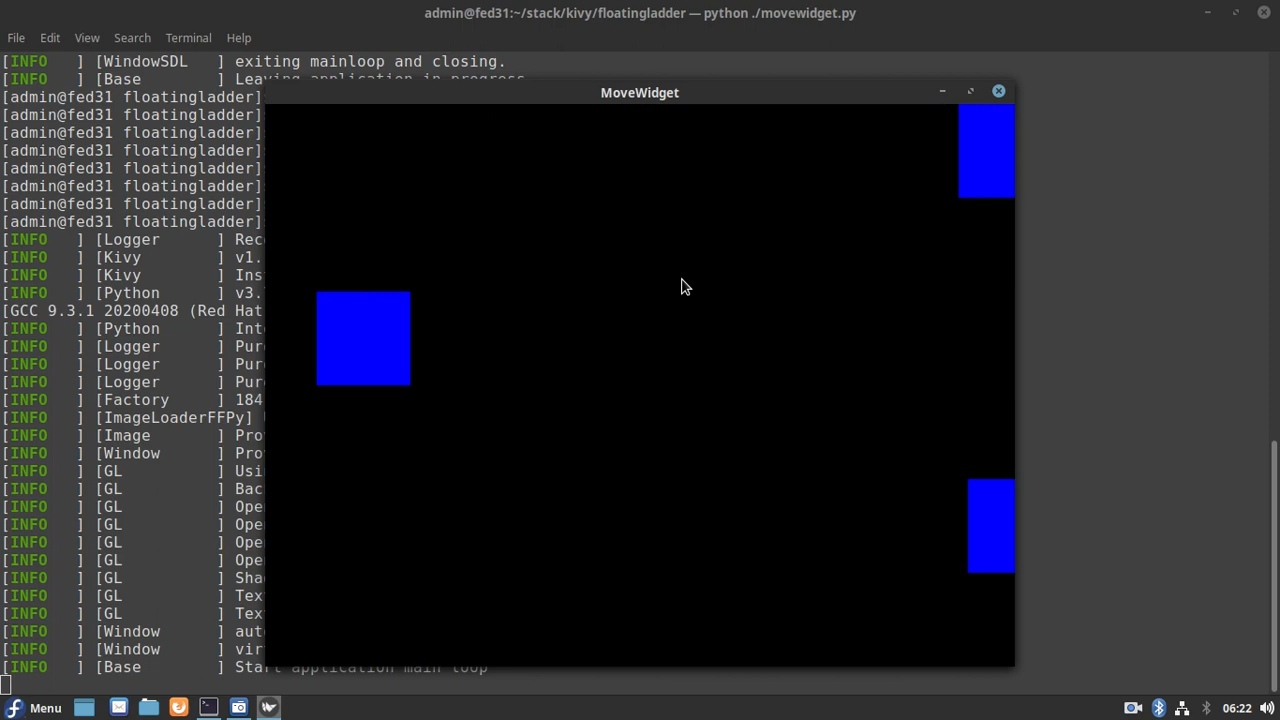 admin@fed31:~/stack/kivy/floatingladder — python ./movewidget.py
File Edit View Search Terminal Help
[INFO   ] [WindowSDL   ] exiting mainloop and closing.
[INFO   ] [Base        ] Leaving application in progress
[admin@fed31 floatingladder]
[admin@fed31 floatingladder]
[admin@fed31 floatingladder]
[admin@fed31 floatingladder]
[admin@fed31 floatingladder]
[admin@fed31 floatingladder]
[admin@fed31 floatingladder]
[admin@fed31 floatingladder]
[INFO   ] [Logger      ] Rec
[INFO   ] [Kivy        ] v1.
[INFO   ] [Kivy        ] Ins
[INFO   ] [Python      ] v3.
[GCC 9.3.1 20200408 (Red Hat
[INFO   ] [Python      ] Int
[INFO   ] [Logger      ] Pur
[INFO   ] [Logger      ] Pur
[INFO   ] [Logger      ] Pur
[INFO   ] [Factory     ] 184
[INFO   ] [ImageLoaderFFPy]
[INFO   ] [Image       ] Pro
[INFO   ] [Window      ] Pro
[INFO   ] [GL          ] Usi
[INFO   ] [GL          ] Bac
[INFO   ] [GL          ] Ope
[INFO   ] [GL          ] Ope
[INFO   ] [GL          ] Ope
[INFO   ] [GL          ] Ope
[INFO   ] [GL          ] Sha
[INFO   ] [GL          ] Tex
[INFO   ] [GL          ] Tex
[INFO   ] [Window      ] aut
[INFO   ] [Window      ] vir
[INFO   ] [Base        ] Start application main loop
MoveWidget
Menu
06:22